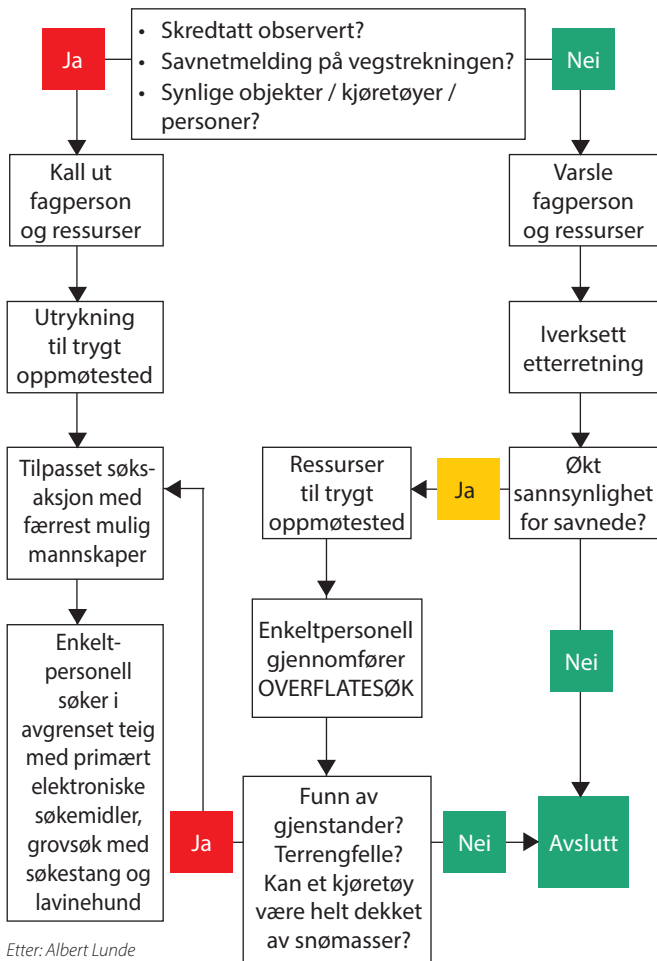 Ja
• Skredtatt observert?
• Savnetmelding på vegstrekningen?
• Synlige objekter / kjøretøyer /
personer?
Nei
Kall ut
fagperson
og ressurser
Varsle
fagperson
og ressurser
Utrykning
til trygt
oppmøtested
Iverksett
etterretning
Tilpasset søks-
aksjon med
færrest mulig
mannskaper
Ressurser
til trygt
oppmøtested
Ja
Økt
sannsynlighet
for savnede?
Enkelt-
personell
søker i
avgrenset teig
med primært
elektroniske
søkemidler,
grovsøk med
søkestang og
lavinehund
Enkeltpersonell
gjennomfører
OVERFLATESØK
Nei
Ja
Funn av
gjenstander?
Terrengfelle?
Kan et kjøretøy
være helt dekket
av snømasser?
Nei
Avslutt
Etter: Albert Lunde